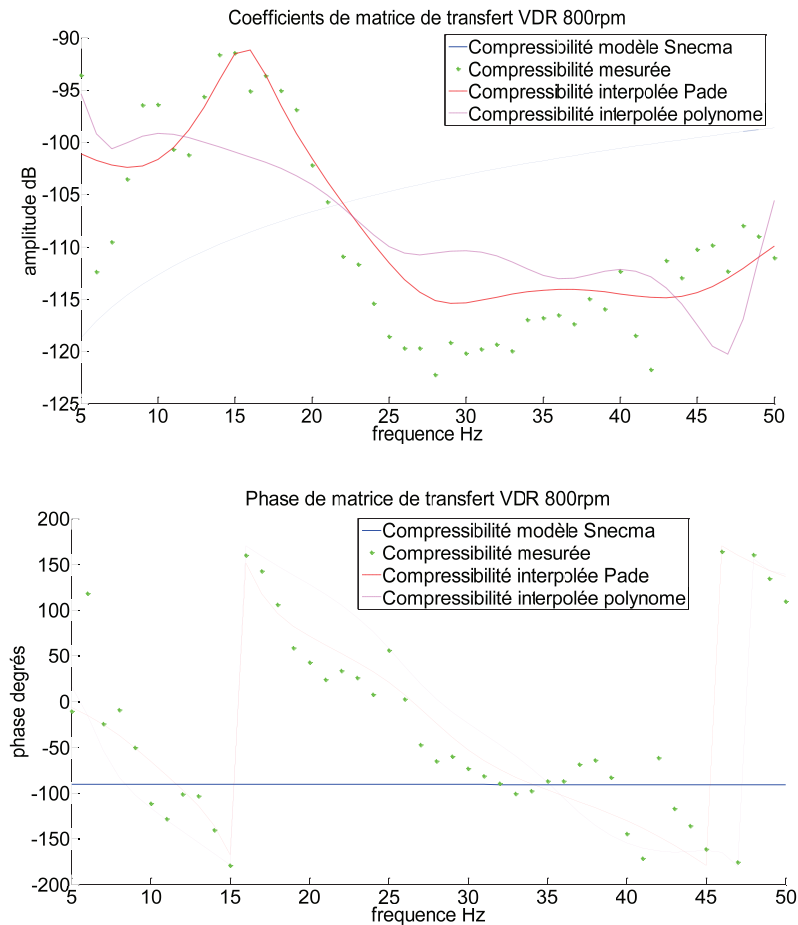 Coefficients de matrice de transfert VDR 800rpm
-90
-95
-100
-105
-110
-115
-120
-125
amplitude dB
Compressibilité modèle Snecma
Compressibilité mesurée
Compressibilité interpolée Pade
Compressibilité interpolée polynome
5
10
15
20
25
30
35
40
45
50
frequence Hz
Phase de matrice de transfert VDR 800rpm
200
150
100
50
0
-50
-100
-150
-200
phase degrés
Compressibilité modèle Snecma
Compressibilité mesurée
Compressibilité interpolée Pade
Compressibilité interpolée polynome
5
10
15
20
25
30
35
40
45
50
frequence Hz